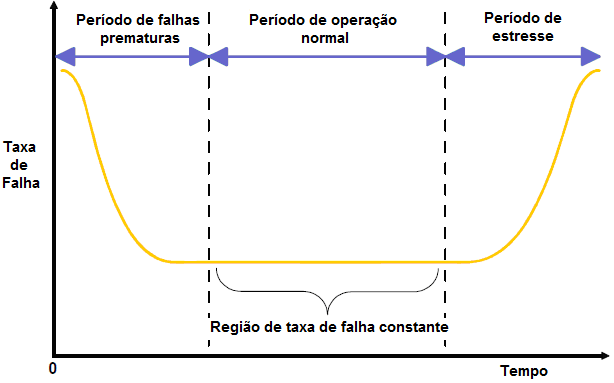 Período de falhas
prematuras
Período de operação
normal
Período de
estresse
Taxa
de
Falha
Região de taxa de falha constante
0
Tempo